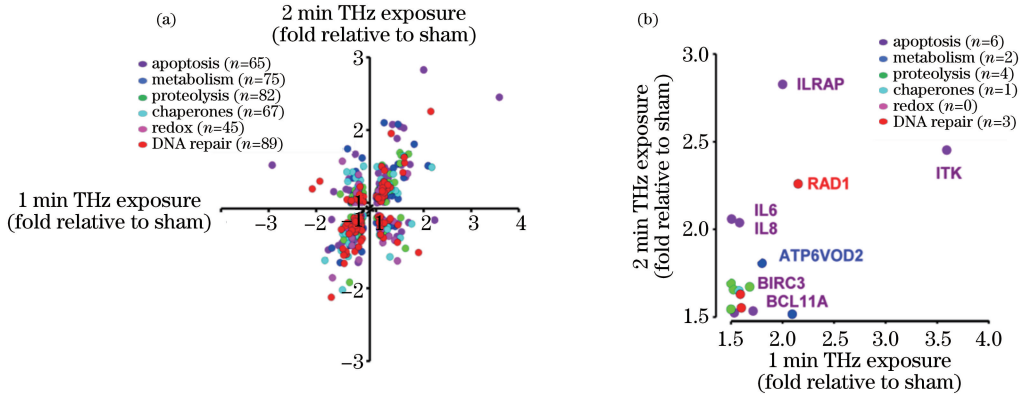 (a)
2 min THz exposure
(fold relative to sham)
apoptosis (n=65)
metabolism (n=75)
proteolysis (n=82)
chaperones (n=67)
redox (n=45)
DNA repair (n=89)
3
2
1 min THz exposure
(fold relative to sham)
−3
−2
−1
1
2
3
4
−2
−3
(b)
apoptosis (n=6)
metabolism (n=2)
proteolysis (n=4)
chaperones (n=1)
redox (n=0)
DNA repair (n=3)
2 min THz exposure
(fold relative to sham)
3.0
2.5
2.0
1.5
ILRAP
ITK
RAD1
IL6
IL8
ATP6VOD2
BIRC3
BCL11A
1.5 2.0 2.5 3.0 3.5 4.0
1 min THz exposure
(fold relative to sham)